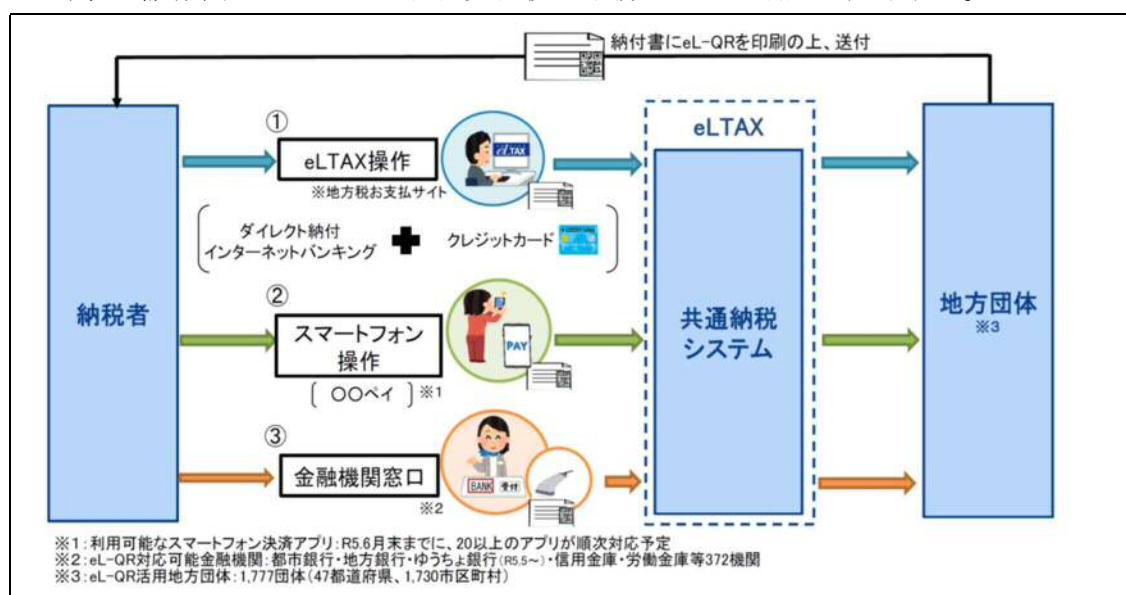 納付書にeL-QRを印刷の上、送付
納税者
①
eLTAX操作
※地方税お支払サイト
eLTAX
ダイレクト納付
インターネットバンキング
クレジットカード
②
スマートフォン
操作
〔 〇〇ペイ 〕※1
PAY
③
金融機関窓口
※2
BANK
受付
eLTAX
共通納税
システム
地方団体
※3
※1:利用可能なスマートフォン決済アプリ:R5.6月末までに、20以上のアプリが順次対応予定
※2:eL-QR対応可能金融機関:都市銀行・地方銀行・ゆうちょ銀行(R5.5~)・信用金庫・労働金庫等372機関
※3:eL-QR活用地方団体:1,777団体(47都道府県、1,730市区町村)